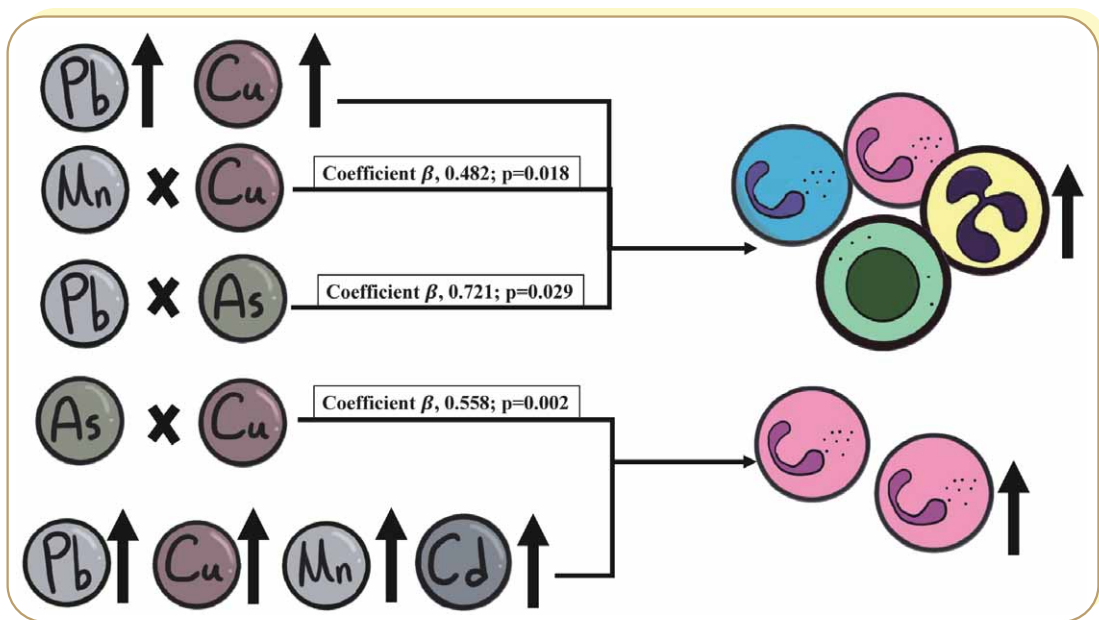 Pb Cu
Mn x Cu Coefficient β, 0.482; p=0.018
Pb x As Coefficient β, 0.721; p=0.029
As x Cu Coefficient β, 0.558; p=0.002
Pb Cu Mn Cd